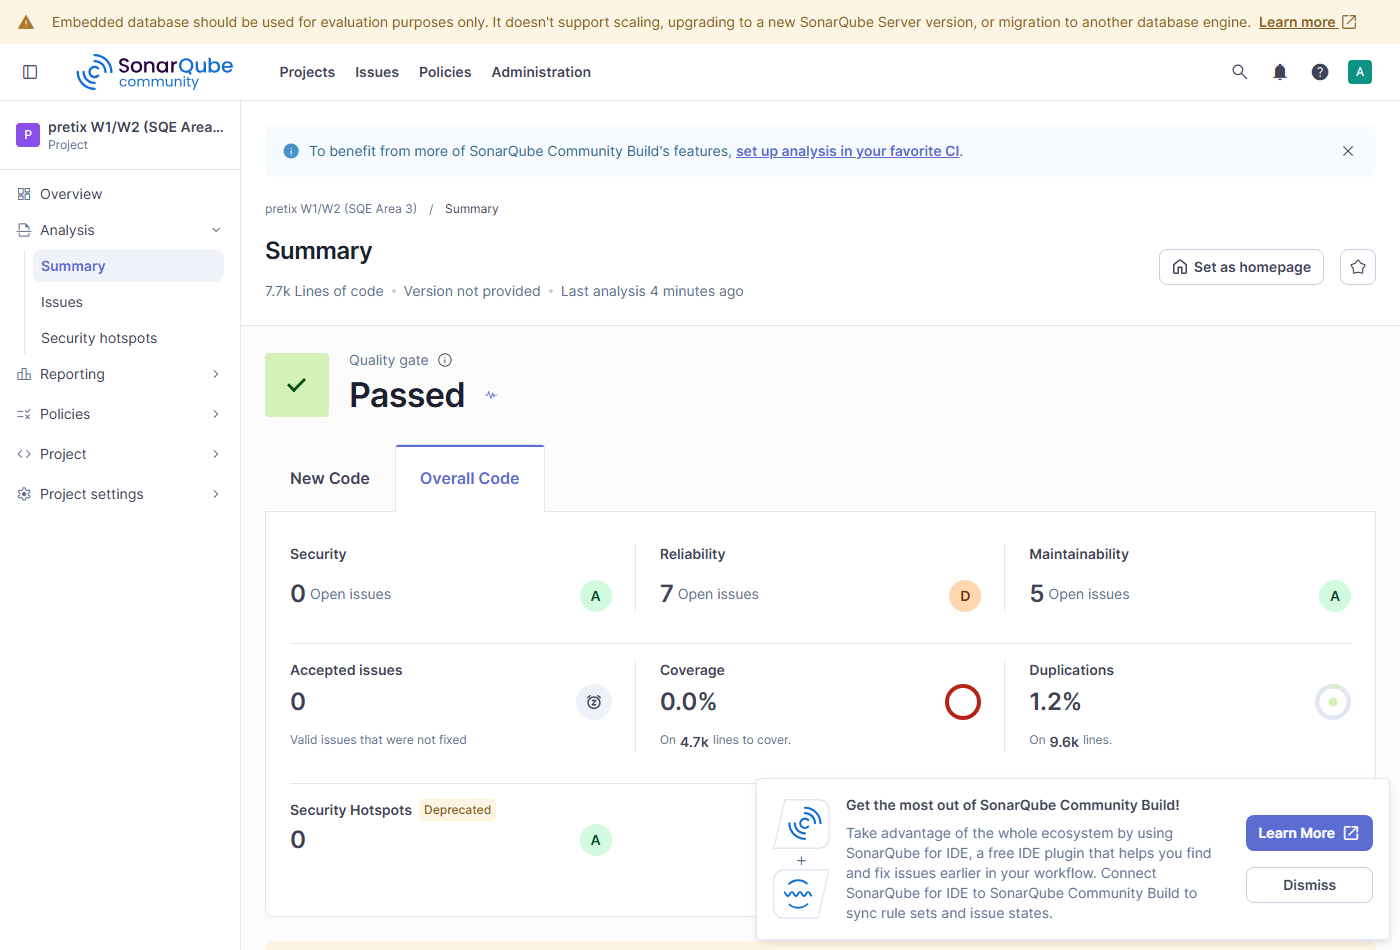 Embedded database should be used for evaluation purposes only. It doesn't support scaling, upgrading to a new SonarQube Server version, or migration to another database engine. Learn more
SonarQube community
Projects Issues Policies Administration
A
P
pretix W1/W2 (SQE Area...
Project
Overview
Analysis
Summary
Issues
Security hotspots
Reporting
Policies
Project
Project settings
To benefit from more of SonarQube Community Build's features, set up analysis in your favorite CI.
pretix W1/W2 (SQE Area 3) / Summary
Summary
Set as homepage
7.7k Lines of code • Version not provided • Last analysis 4 minutes ago
Quality gate
Passed
New Code Overall Code
Security
0 Open issues A
Reliability
7 Open issues D
Maintainability
5 Open issues A
Accepted issues
0
Valid issues that were not fixed
Coverage
0.0%
On 4.7k lines to cover.
Duplications
1.2%
On 9.6k lines.
Security Hotspots Deprecated
0 A
Get the most out of SonarQube Community Build!
Take advantage of the whole ecosystem by using
SonarQube for IDE, a free IDE plugin that helps you find
and fix issues earlier in your workflow. Connect
SonarQube for IDE to SonarQube Community Build to
sync rule sets and issue states.
Learn More
Dismiss